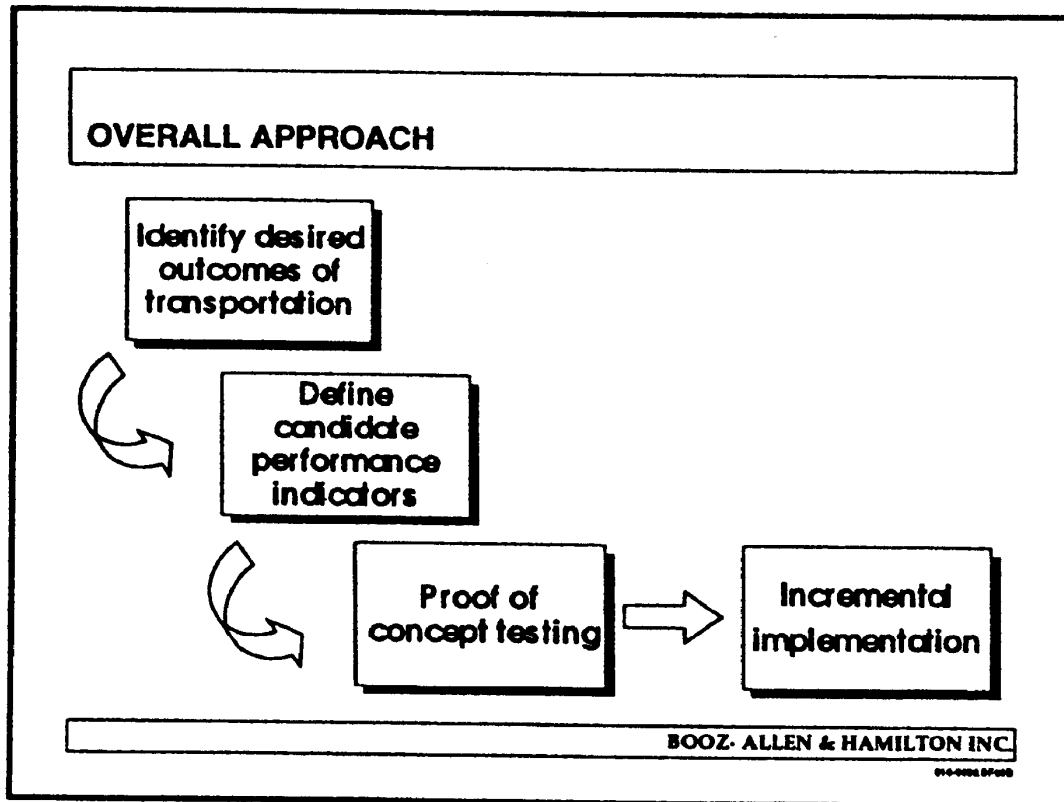 OVERALL APPROACH
Identify desired
outcomes of
transportation
Define
candidate
performance
indicators
Proof of
concept testing
Incremental
implementation
BOOZ· ALLEN & HAMILTON INC.